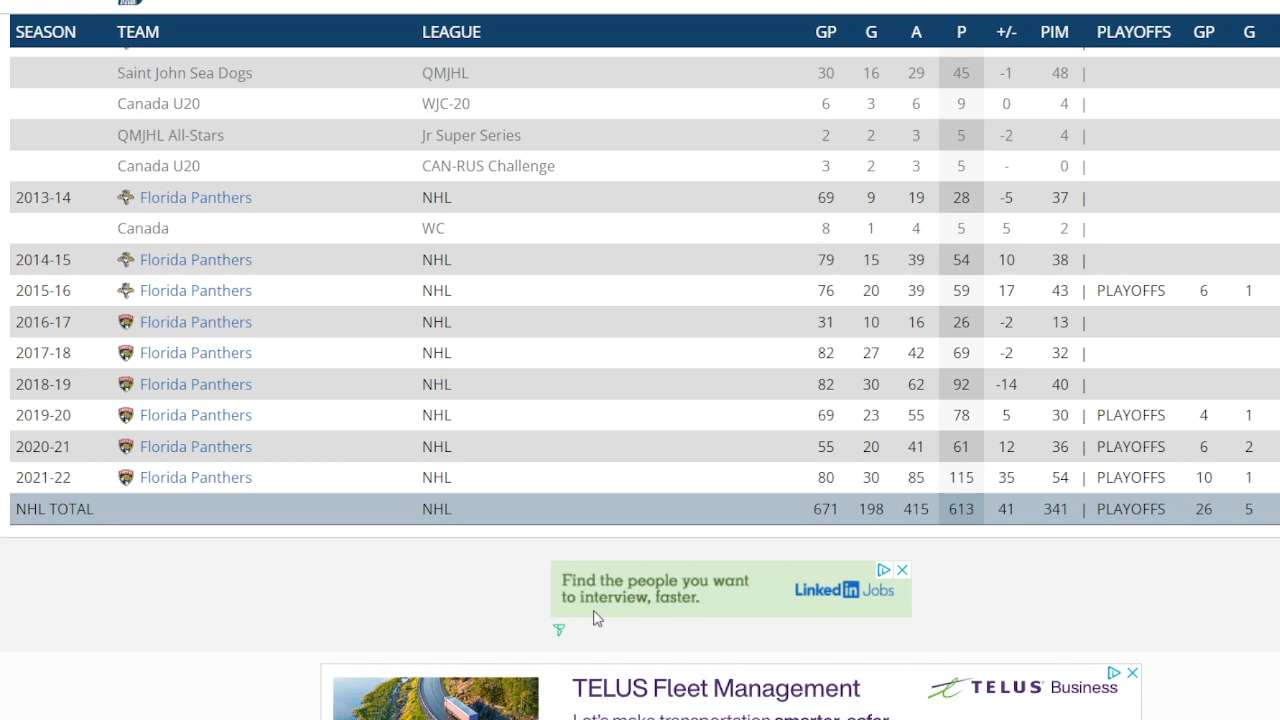 SEASON TEAM LEAGUE GP G A P +/- PIM PLAYOFFS GP G
Saint John Sea Dogs QMJHL 30 16 29 45 -1 48 |
Canada U20 WJC-20 6 3 6 9 0 4 |
QMJHL All-Stars Jr Super Series 2 2 3 5 -2 4 |
Canada U20 CAN-RUS Challenge 3 2 3 5 - 0 |
2013-14 Florida Panthers NHL 69 9 19 28 -5 37 |
Canada WC 8 1 4 5 5 2 |
2014-15 Florida Panthers NHL 79 15 39 54 10 38 |
2015-16 Florida Panthers NHL 76 20 39 59 17 43 | PLAYOFFS 6 1
2016-17 Florida Panthers NHL 31 10 16 26 -2 13 |
2017-18 Florida Panthers NHL 82 27 42 69 -2 32 |
2018-19 Florida Panthers NHL 82 30 62 92 -14 40 |
2019-20 Florida Panthers NHL 69 23 55 78 5 30 | PLAYOFFS 4 1
2020-21 Florida Panthers NHL 55 20 41 61 12 36 | PLAYOFFS 6 2
2021-22 Florida Panthers NHL 80 30 85 115 35 54 | PLAYOFFS 10 1
NHL TOTAL NHL 671 198 415 613 41 341 | PLAYOFFS 26 5
Find the people you want
to interview, faster.
Linked in Jobs
TELUS Fleet Management
TELUS Business
Let's make transportation smarter, safer